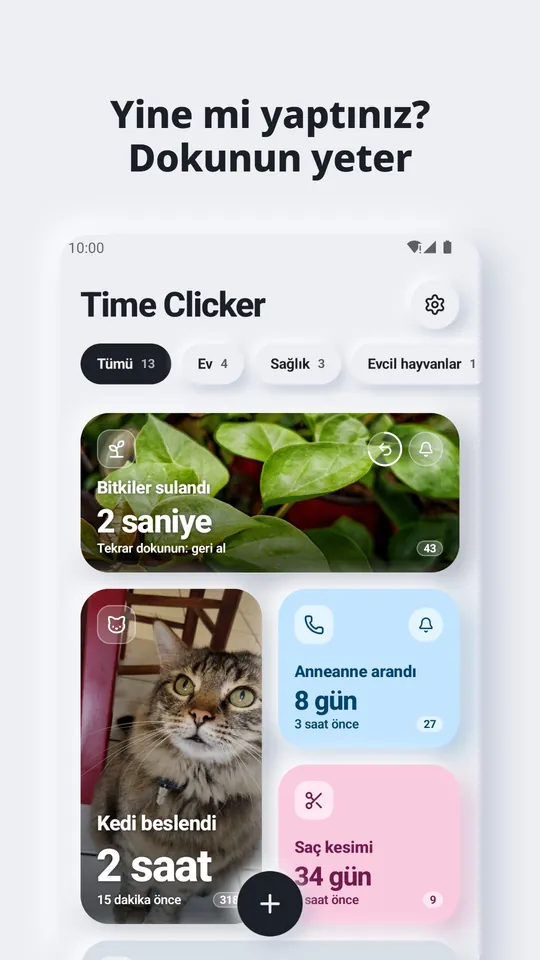 Yine mi yaptınız?
Dokunun yeter
10:00
Time Clicker
Tümü 13
Ev 4
Sağlık 3
Evcil hayvanlar 1
Bitkiler sulandı
2 saniye
Tekrar dokunun: geri al
43
Anneanne arandı
8 gün
3 saat önce
27
Kedi beslendi
2 saat
15 dakika önce
318
Saç kesimi
34 gün
saat önce
9